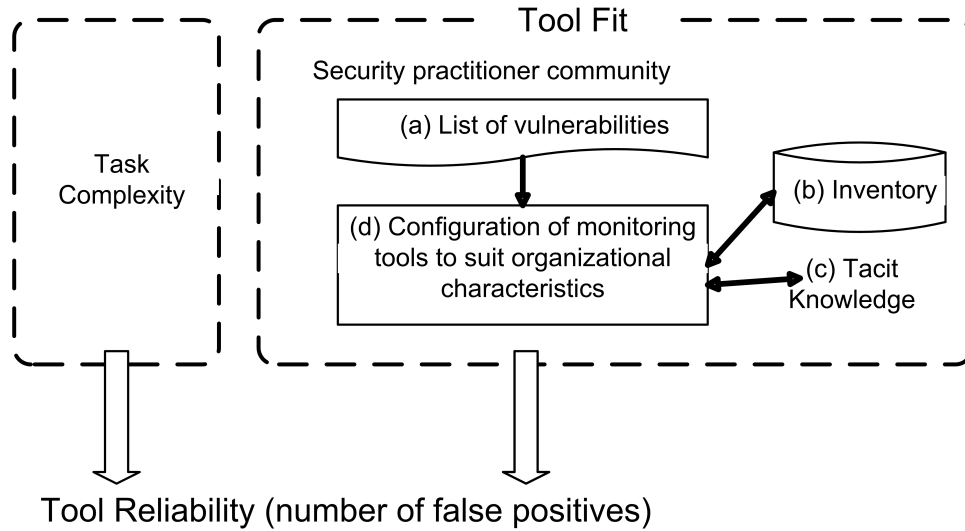 Tool Fit
Task
Complexity
Security practitioner community
(a) List of vulnerabilities
(b) Inventory
(d) Configuration of monitoring
tools to suit organizational
characteristics
(c) Tacit
Knowledge
Tool Reliability (number of false positives)